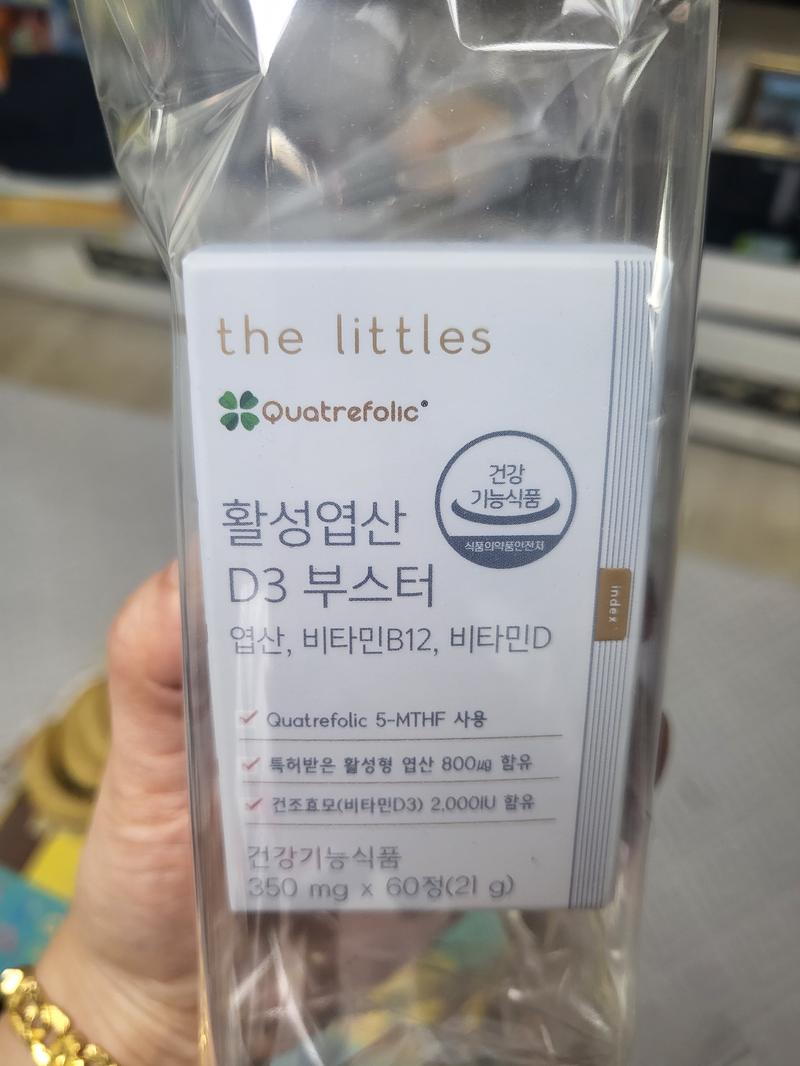 the littles
Quatrefolic®
건강
기능식품
식품의약품안전처
활성엽산
D3 부스터
엽산, 비타민B12, 비타민D
index
Quatrefolic 5-MTHF 사용
특허받은 활성형 엽산 800㎍ 함유
건조효모(비타민D3) 2,000IU 함유
건강기능식품
350 mg x 60정(21 g)